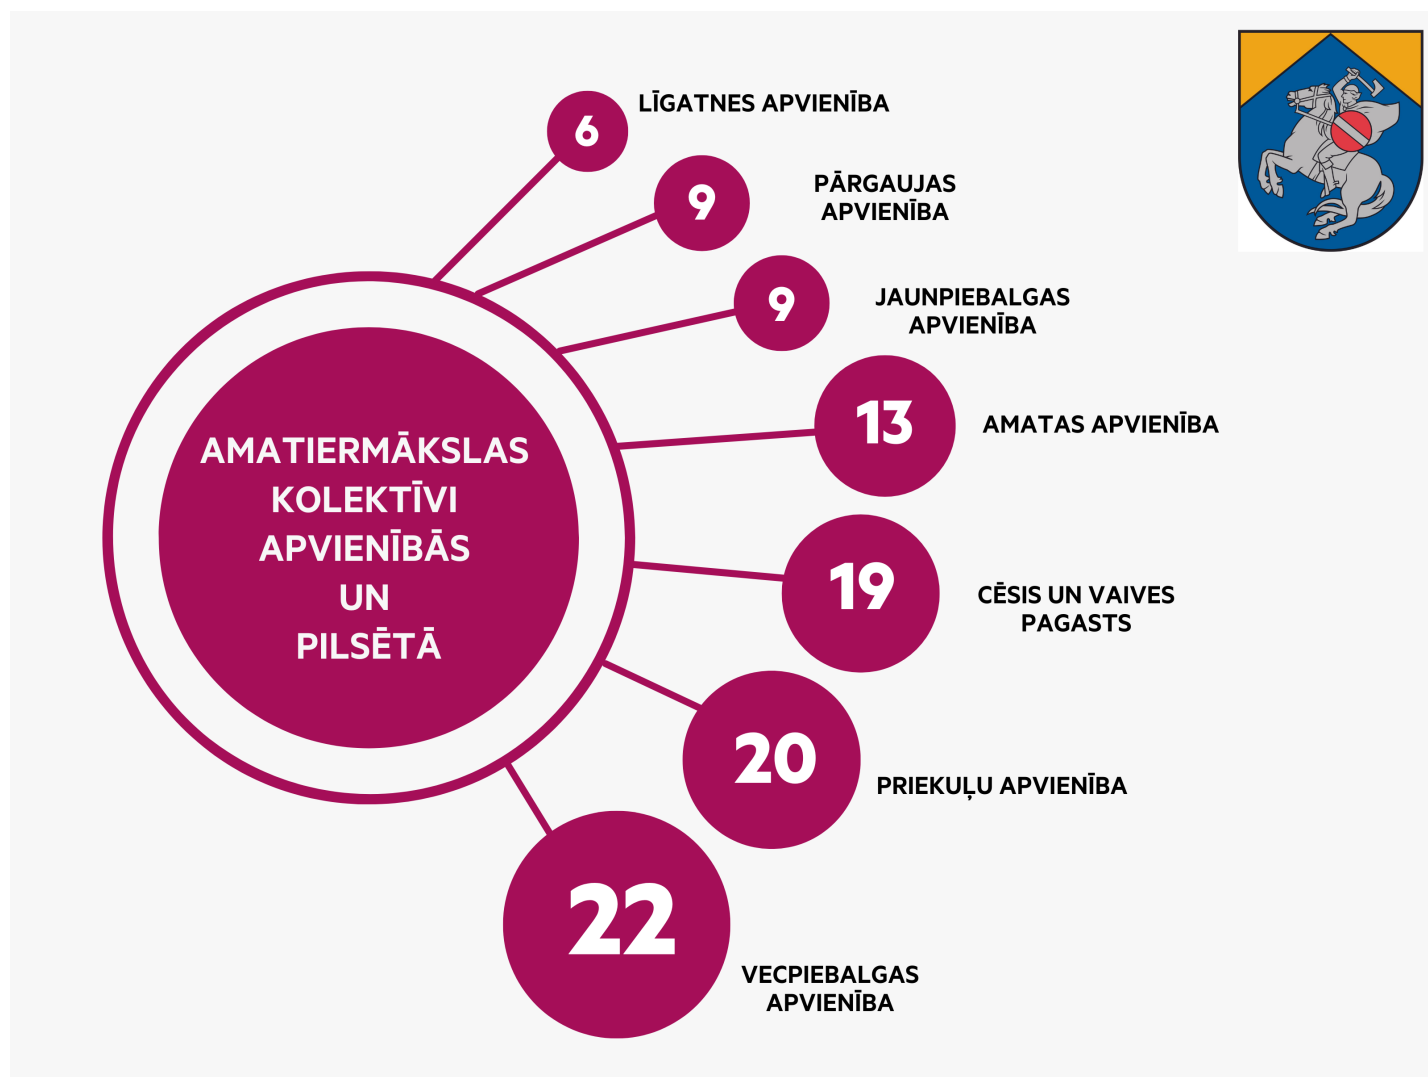 6
LĪGATNES APVIENĪBA
9
PĀRGAUJAS
APVIENĪBA
9
JAUNPIEBALGAS
APVIENĪBA
13
AMATAS APVIENĪBA
AMATIERMĀKSLAS
KOLEKTĪVI
APVIENĪBĀS
UN
PILSĒTĀ
19
CĒSIS UN VAIVES
PAGASTS
20
PRIEKUĻU APVIENĪBA
22
VECPIEBALGAS
APVIENĪBA